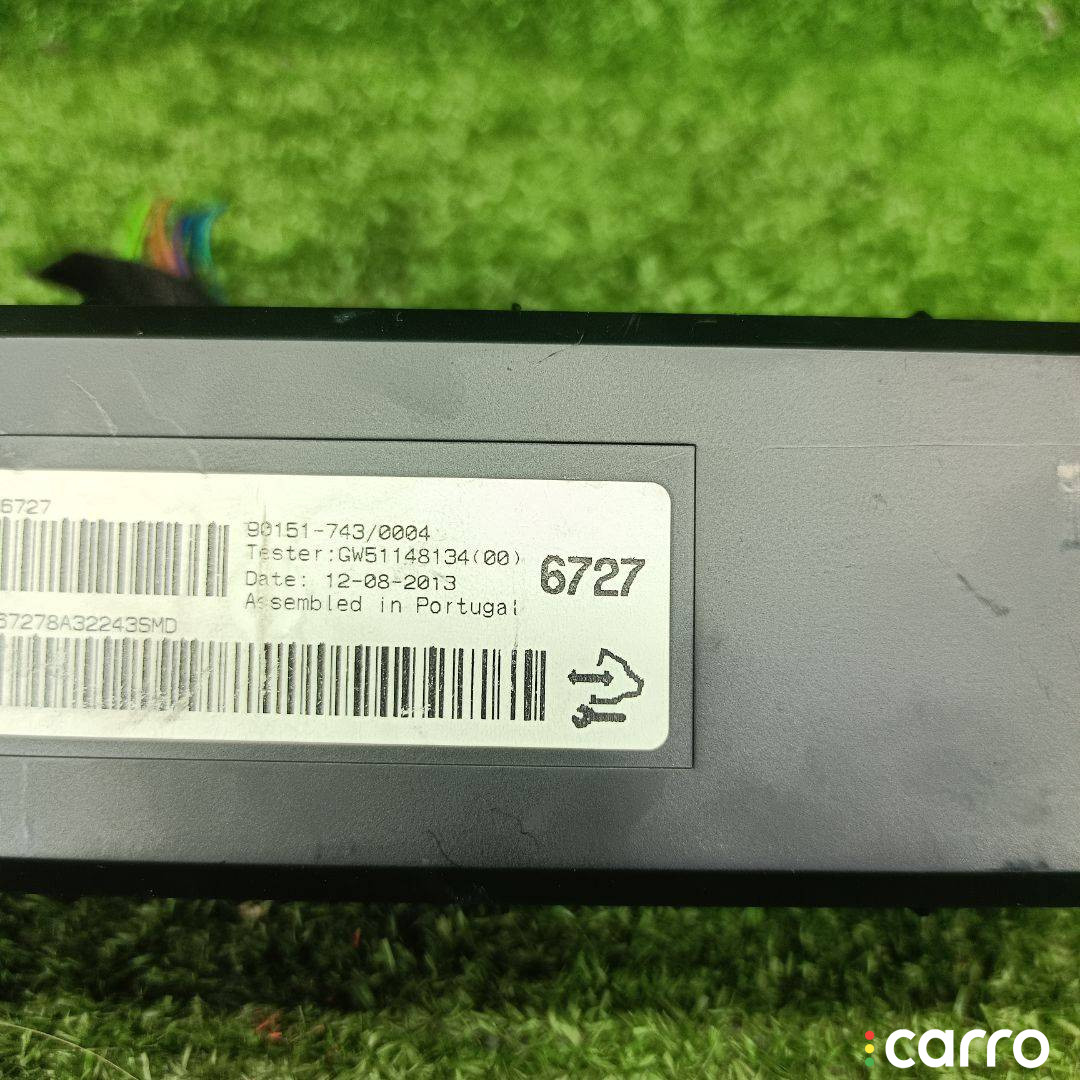 6727
90151-743/0004
Tester:GW51148134(00)
Date: 12-08-2013
Assembled in Portugal
6727
67278A32243SMD
carro